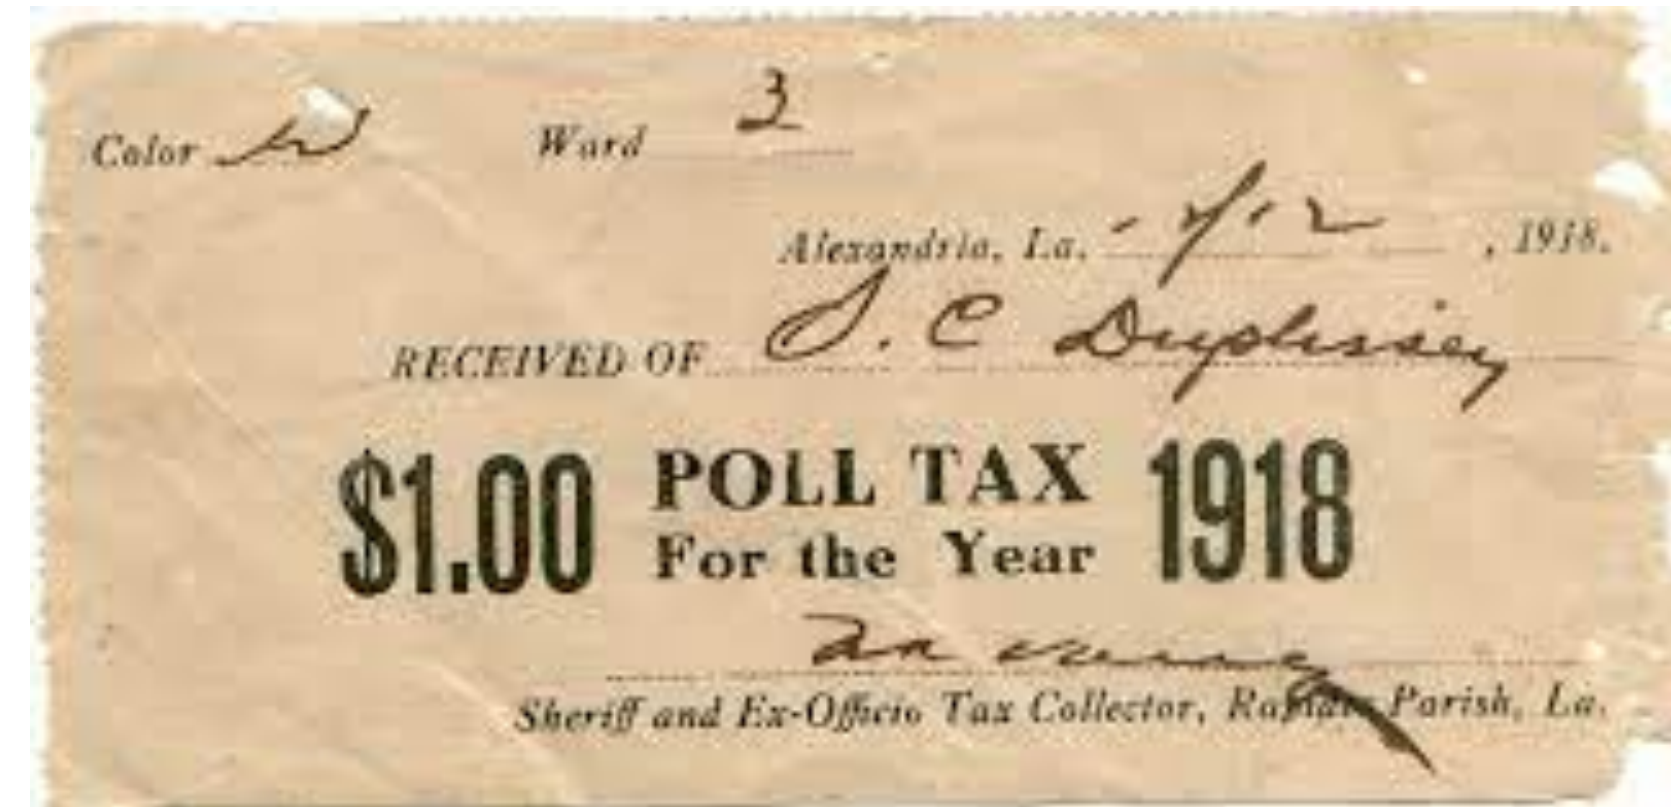 Color W Ward 3
Alexandria, La. , 1918.
RECEIVED OF S. C Duplissey
$1.00 POLL TAX 1918
For the Year
Sheriff and Ex-Officio Tax Collector, Rapides Parish, La.